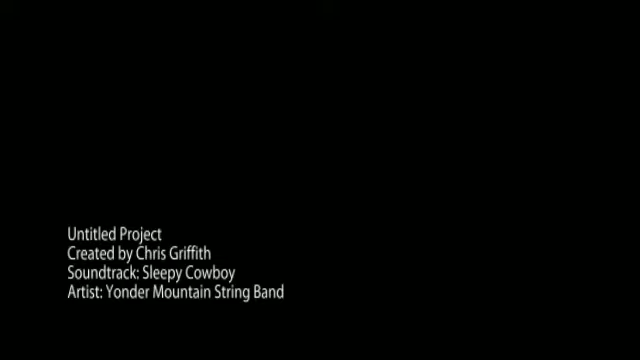 Untitled Project
Created by Chris Griffith
Soundtrack: Sleepy Cowboy
Artist: Yonder Mountain String Band